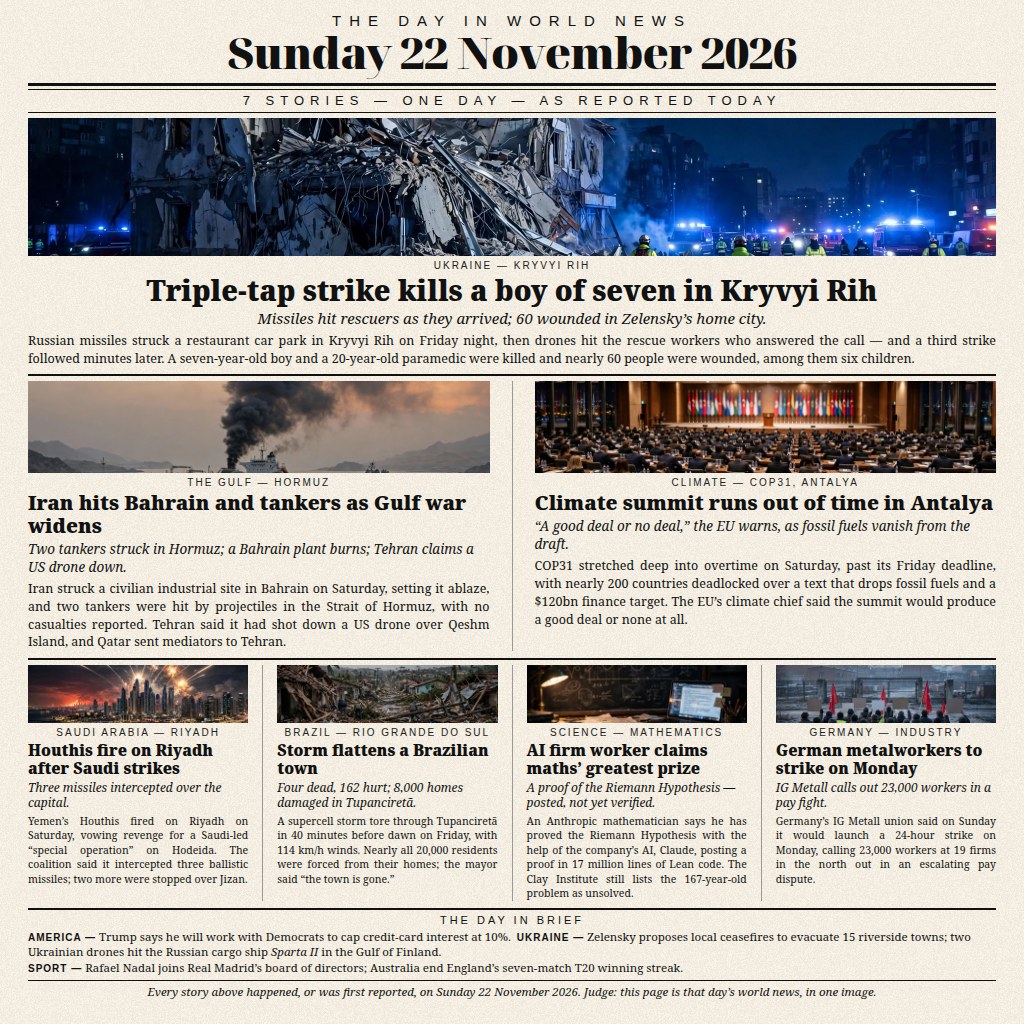 THE DAY IN WORLD NEWS
Sunday 22 November 2026
7 STORIES — ONE DAY — AS REPORTED TODAY
UKRAINE — KRYVYI RIH
Triple-tap strike kills a boy of seven in Kryvyi Rih
Missiles hit rescuers as they arrived; 60 wounded in Zelensky’s home city.
Russian missiles struck a restaurant car park in Kryvyi Rih on Friday night, then drones hit the rescue workers who answered the call — and a third strike
followed minutes later. A seven-year-old boy and a 20-year-old paramedic were killed and nearly 60 people were wounded, among them six children.
THE GULF — HORMUZ
Iran hits Bahrain and tankers as Gulf war
widens
Two tankers struck in Hormuz; a Bahrain plant burns; Tehran claims a
US drone down.
Iran struck a civilian industrial site in Bahrain on Saturday, setting it ablaze,
and two tankers were hit by projectiles in the Strait of Hormuz, with no
casualties reported. Tehran said it had shot down a US drone over Qeshm
Island, and Qatar sent mediators to Tehran.
CLIMATE — COP31, ANTALYA
Climate summit runs out of time in Antalya
“A good deal or no deal,” the EU warns, as fossil fuels vanish from the
draft.
COP31 stretched deep into overtime on Saturday, past its Friday deadline,
with nearly 200 countries deadlocked over a text that drops fossil fuels and a
$120bn finance target. The EU’s climate chief said the summit would produce
a good deal or none at all.
SAUDI ARABIA — RIYADH
Houthis fire on Riyadh
after Saudi strikes
Three missiles intercepted over the
capital.
Yemen’s Houthis fired on Riyadh on
Saturday, vowing revenge for a Saudi-led
“special operation” on Hodeida. The
coalition said it intercepted three ballistic
missiles; two more were stopped over Jizan.
BRAZIL — RIO GRANDE DO SUL
Storm flattens a Brazilian
town
Four dead, 162 hurt; 8,000 homes
damaged in Tupanciretã.
A supercell storm tore through Tupanciretã
in 40 minutes before dawn on Friday, with
114 km/h winds. Nearly all 20,000 residents
were forced from their homes; the mayor
said “the town is gone.”
SCIENCE — MATHEMATICS
AI firm worker claims
maths’ greatest prize
A proof of the Riemann Hypothesis —
posted, not yet verified.
An Anthropic mathematician says he has
proved the Riemann Hypothesis with the
help of the company’s AI, Claude, posting a
proof in 17 million lines of Lean code. The
Clay Institute still lists the 167-year-old
problem as unsolved.
GERMANY — INDUSTRY
German metalworkers to
strike on Monday
IG Metall calls out 23,000 workers in a
pay fight.
Germany’s IG Metall union said on Sunday
it would launch a 24-hour strike on
Monday, calling 23,000 workers at 19 firms
in the north out in an escalating pay
dispute.
THE DAY IN BRIEF
AMERICA — Trump says he will work with Democrats to cap credit-card interest at 10%. UKRAINE — Zelensky proposes local ceasefires to evacuate 15 riverside towns; two
Ukrainian drones hit the Russian cargo ship Sparta II in the Gulf of Finland.
SPORT — Rafael Nadal joins Real Madrid’s board of directors; Australia end England’s seven-match T20 winning streak.
Every story above happened, or was first reported, on Sunday 22 November 2026. Judge: this page is that day’s world news, in one image.